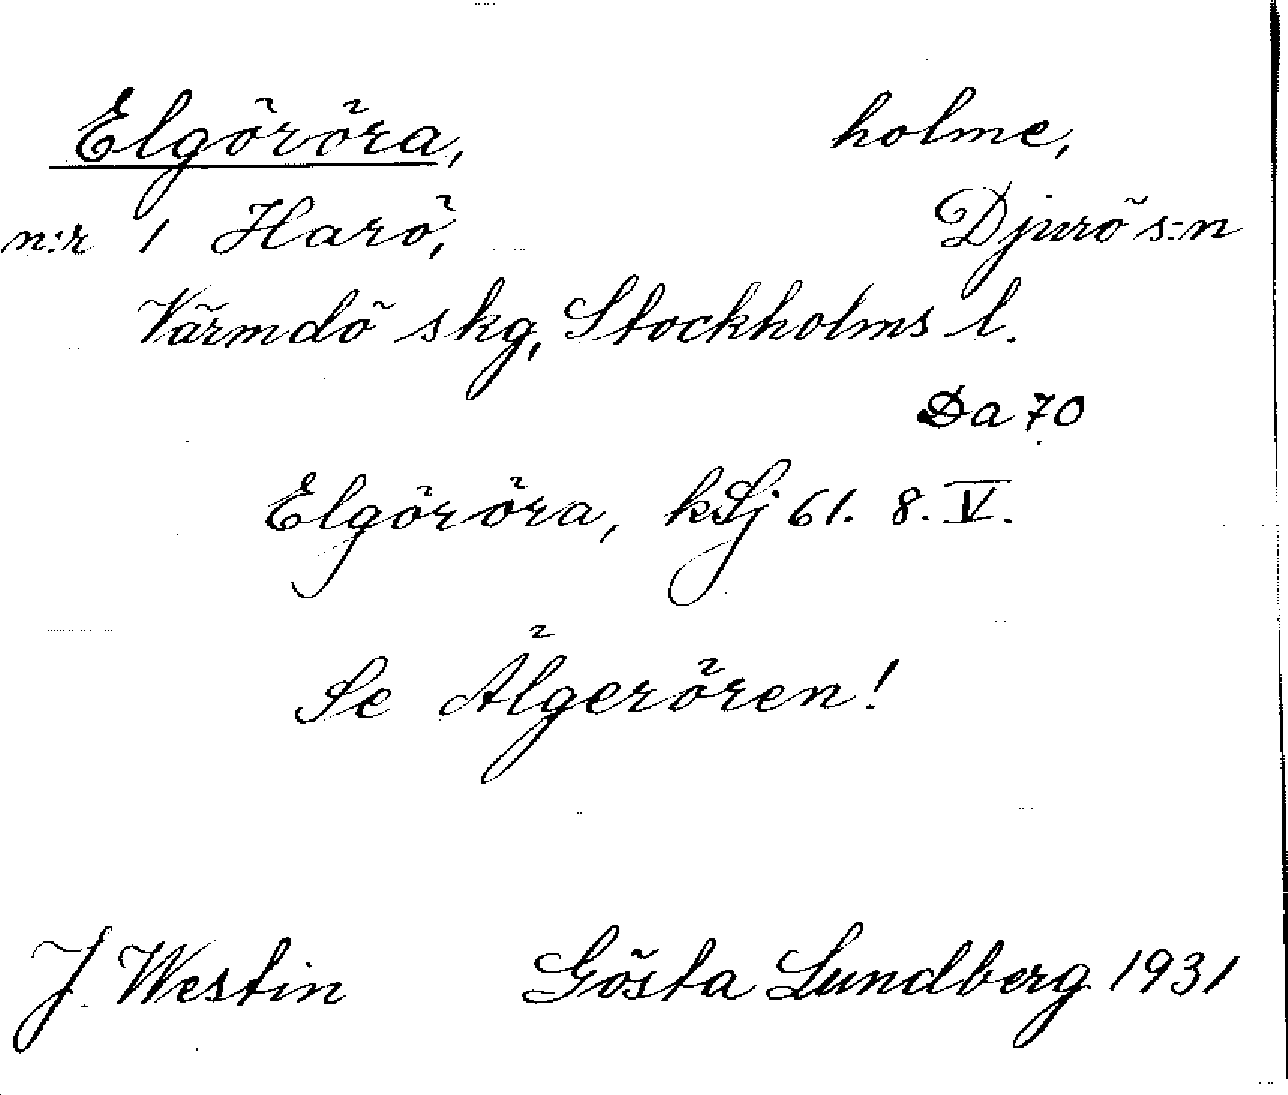 Elgöröra, holme,
n:r 1 Harö, Djurö s:n
Värmdö skg, Stockholms l.
Da 70
Elgöröra, kSj 61. 8. V.
Se Älgerören!
J. Westin Gösta Lundberg 1931